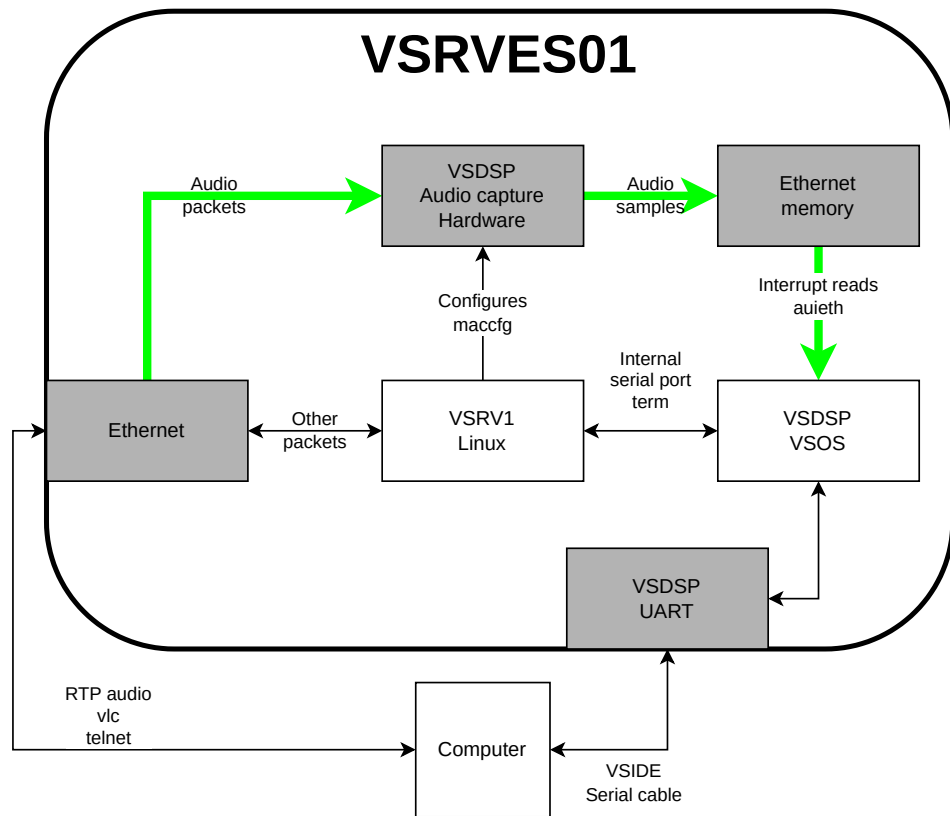 VSRVES01
Audio
packets
VSDSP
Audio capture
Hardware
Audio
samples
Ethernet
memory
Configures
maccfg
Interrupt reads
auieth
Internal
serial port
term
Ethernet
Other
packets
VSRV1
Linux
VSDSP
VSOS
VSDSP
UART
RTP audio
vlc
telnet
Computer
VSIDE
Serial cable